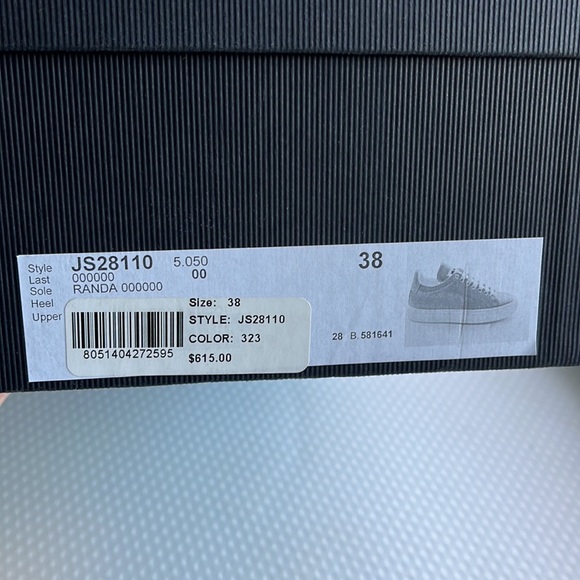 Style JS28110 5.050 38
Last 000000 00
Sole RANDA 000000
Heel
Upper
Size: 38
STYLE: JS28110
COLOR: 323
$615.00
8051404272595
28 B. 581641